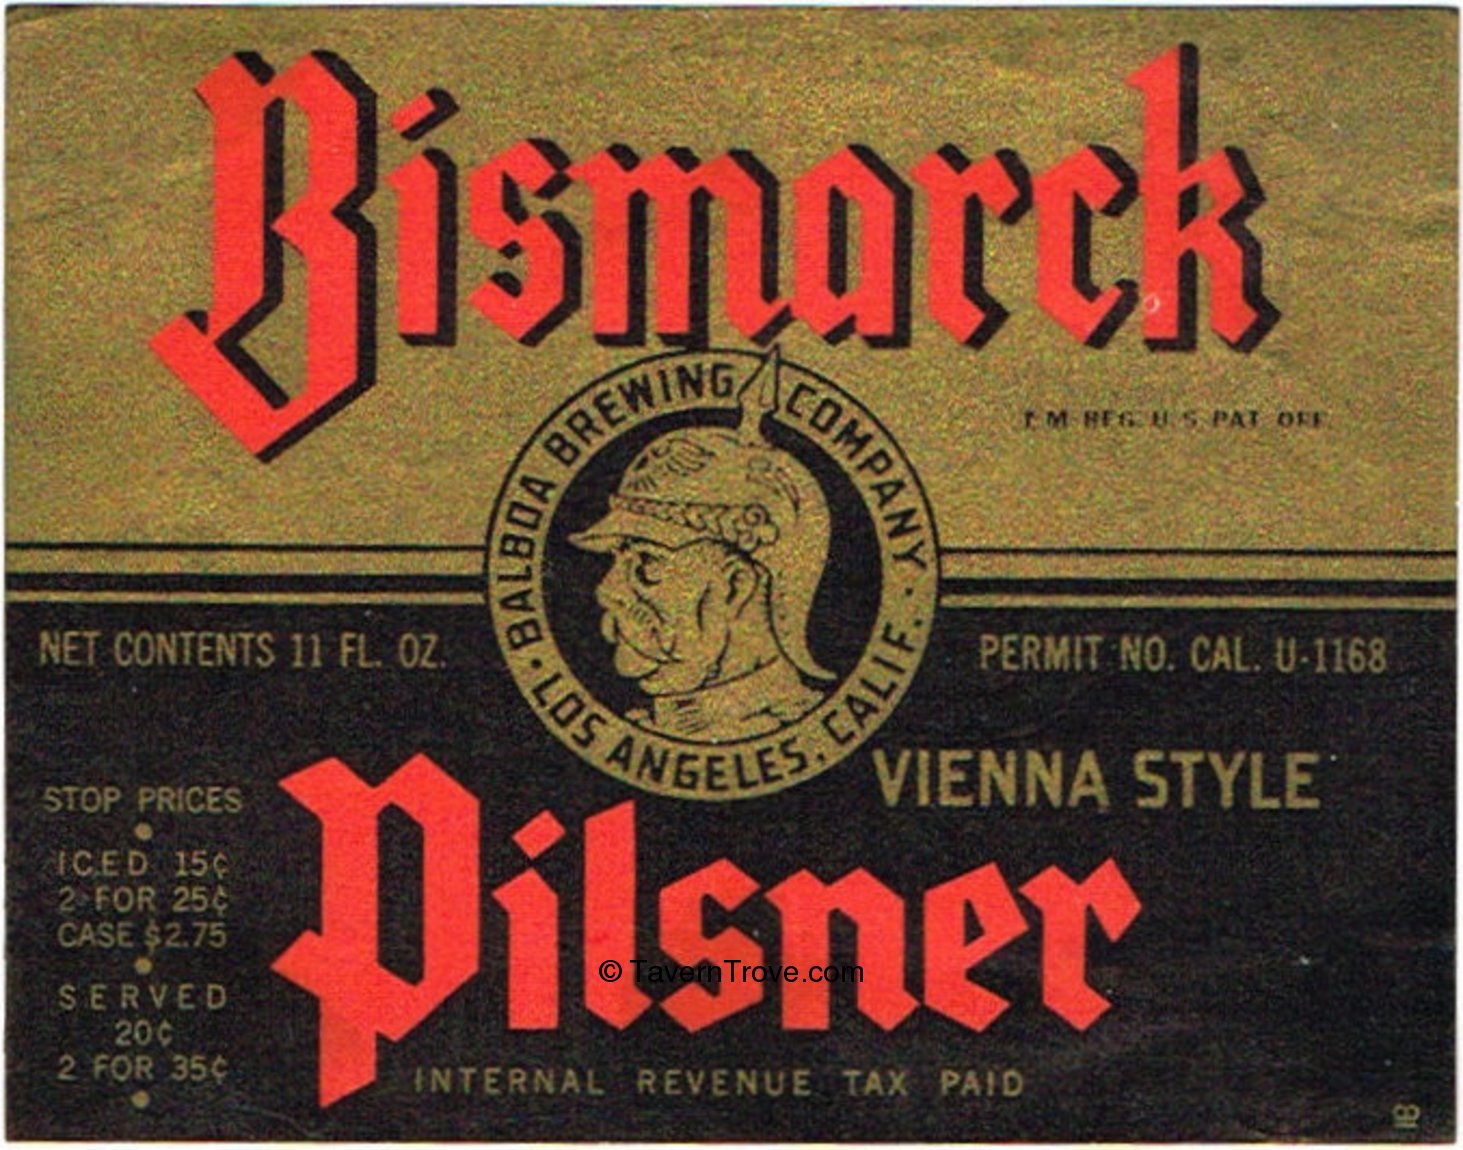 Bismarck
T M REG. U. S. PAT. OFF.
BALBOA BREWING COMPANY.
LOS ANGELES, CALIF.
NET CONTENTS 11 FL. OZ.
PERMIT NO. CAL. U-1168
VIENNA STYLE
Pilsner
STOP PRICES
ICED 15¢
2 FOR 25¢
CASE $2.75
SERVED
20¢
2 FOR 35¢
© TavernTrove.com
INTERNAL REVENUE TAX PAID